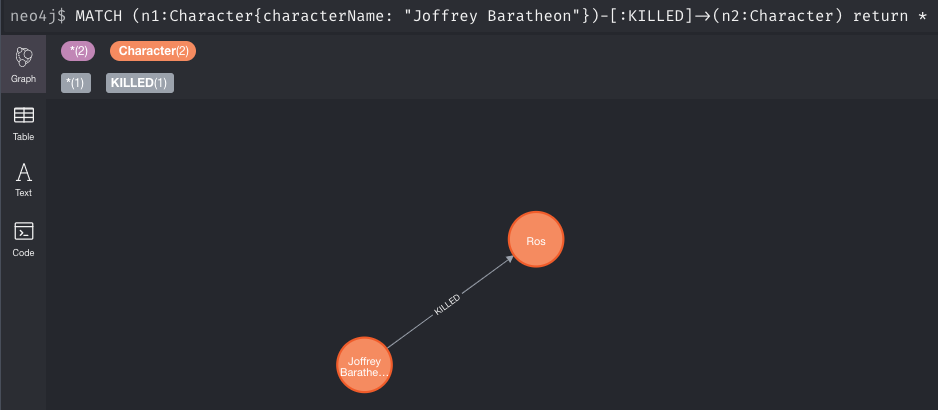 neo4j$ MATCH (n1:Character{characterName: "Joffrey Baratheon"})-[:KILLED]->(n2:Character) return *
*(2) Character(2)
*(1) KILLED(1)
Graph
Table
Text
Code
Ros
KILLED
Joffrey
Barathe...